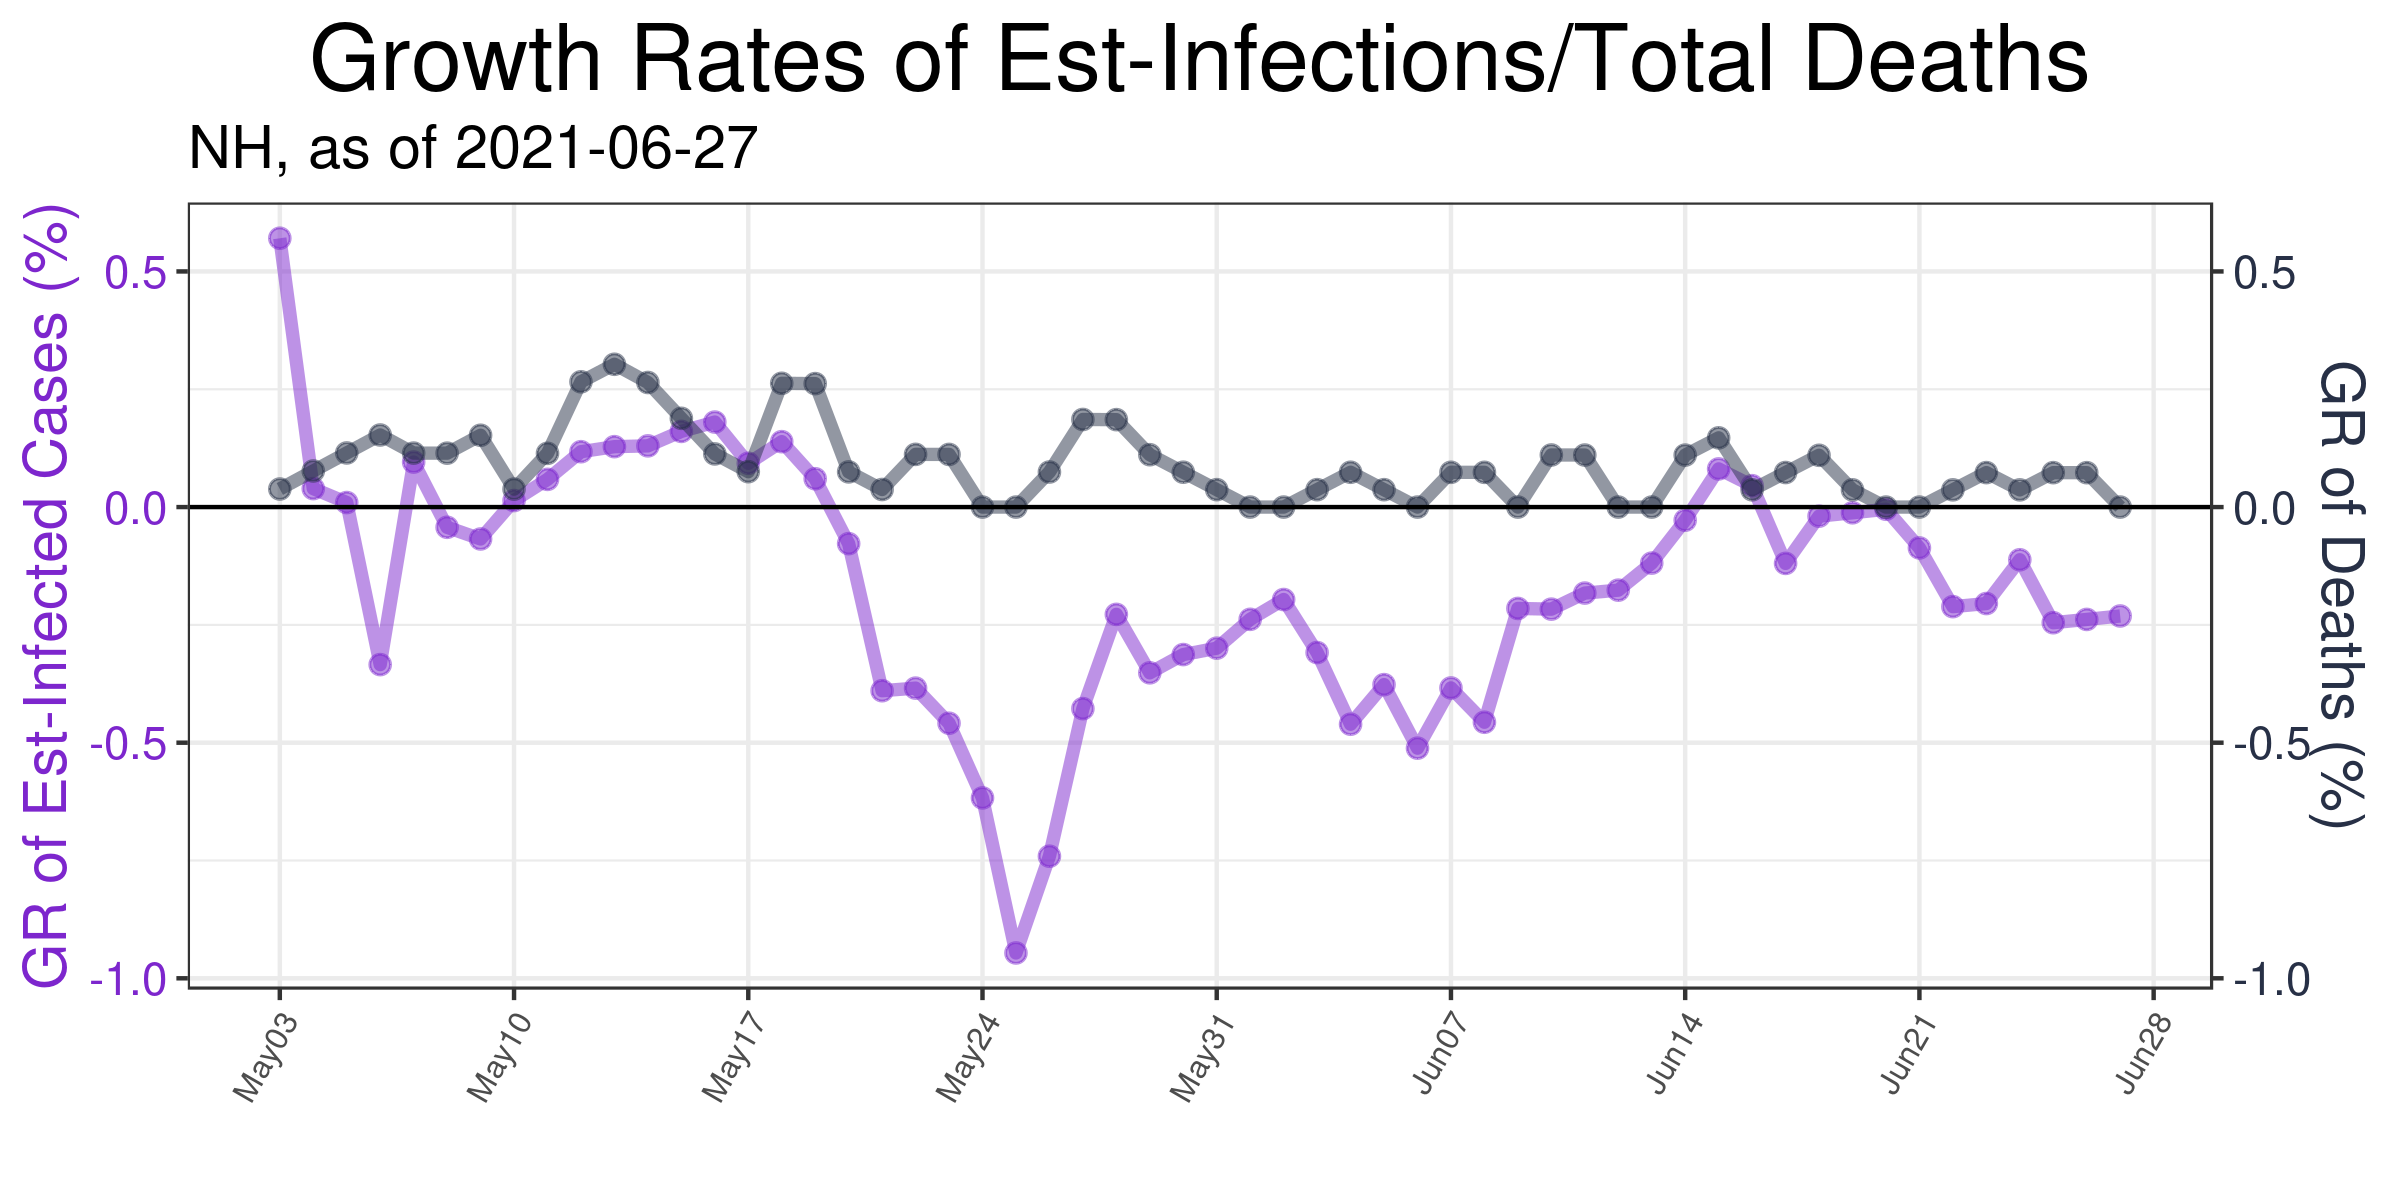 Growth Rates of Est-Infections/Total Deaths
NH, as of 2021-06-27
GR of Est-Infected Cases (%)
0.5
0.0
-0.5
-1.0
0.5
0.0
-0.5
-1.0
GR of Deaths (%)
May03
May10
May17
May24
May31
Jun07
Jun14
Jun21
Jun28